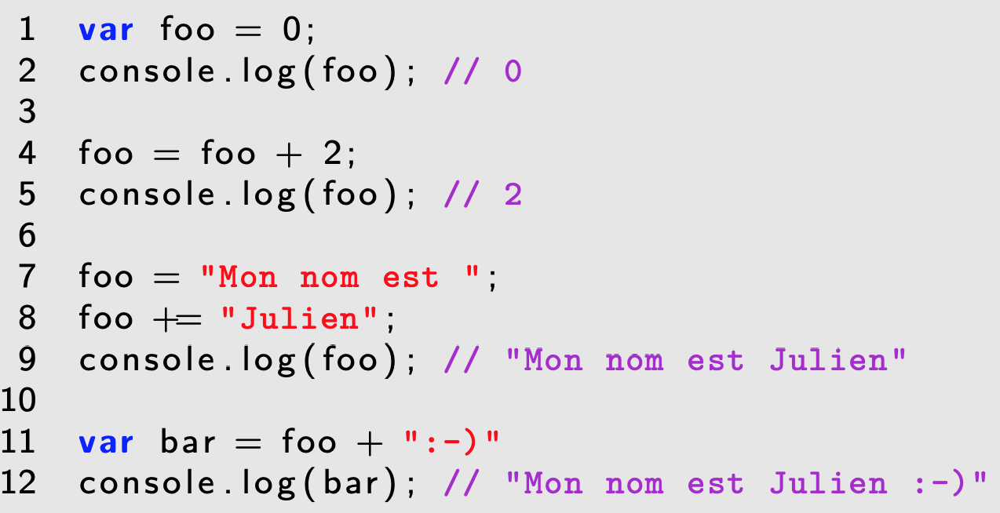 1 var foo = 0;
2 console.log(foo); // 0
3
4 foo = foo + 2;
5 console.log(foo); // 2
6
7 foo = "Mon nom est ";
8 foo += "Julien";
9 console.log(foo); // "Mon nom est Julien"
10
11 var bar = foo + ":-)"
12 console.log(bar); // "Mon nom est Julien :-)"